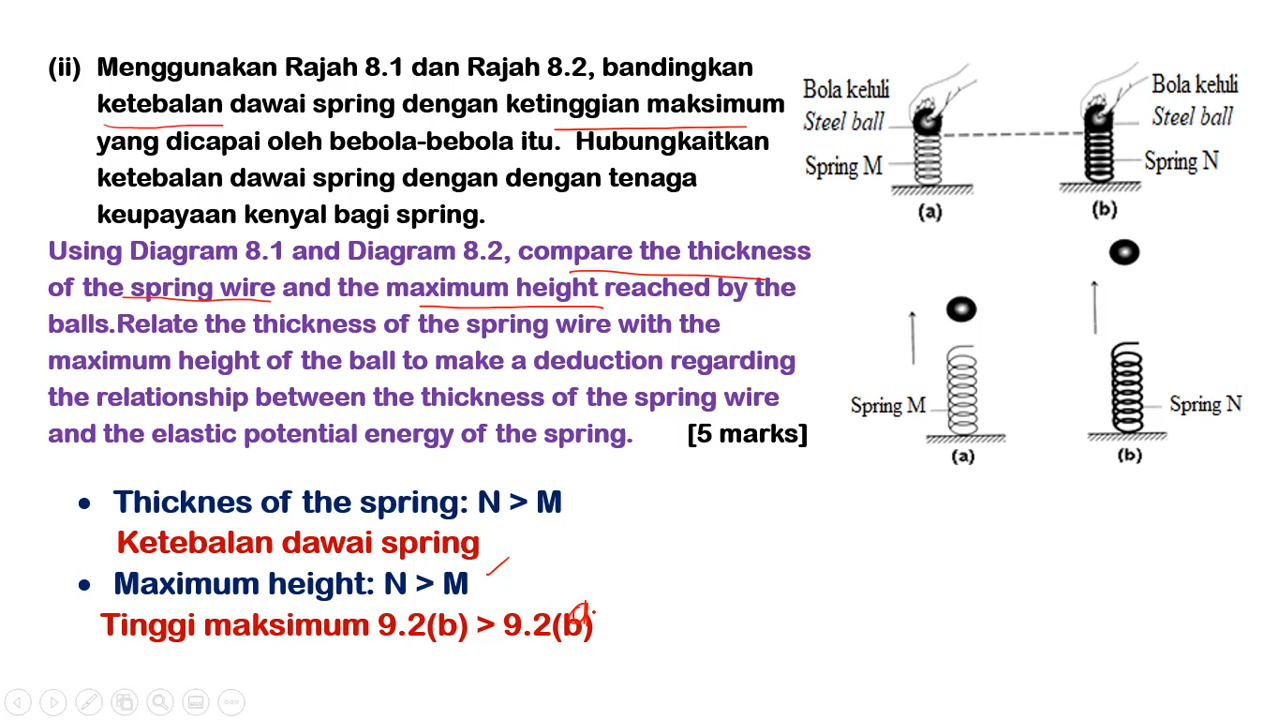 (ii) Menggunakan Rajah 8.1 dan Rajah 8.2, bandingkan
ketebalan dawai spring dengan ketinggian maksimum
yang dicapai oleh bebola-bebola itu. Hubungkaitkan
ketebalan dawai spring dengan dengan tenaga
keupayaan kenyal bagi spring.
Using Diagram 8.1 and Diagram 8.2, compare the thickness
of the spring wire and the maximum height reached by the
balls.Relate the thickness of the spring wire with the
maximum height of the ball to make a deduction regarding
the relationship between the thickness of the spring wire
and the elastic potential energy of the spring. [5 marks]
• Thicknes of the spring: N > M
Ketebalan dawai spring
• Maximum height: N > M
Tinggi maksimum 9.2(b) > 9.2(b)
a
Bola keluli
Steel ball
Spring M
(a)
Bola keluli
Steel ball
Spring N
(b)
Spring M
(a)
Spring N
(b)